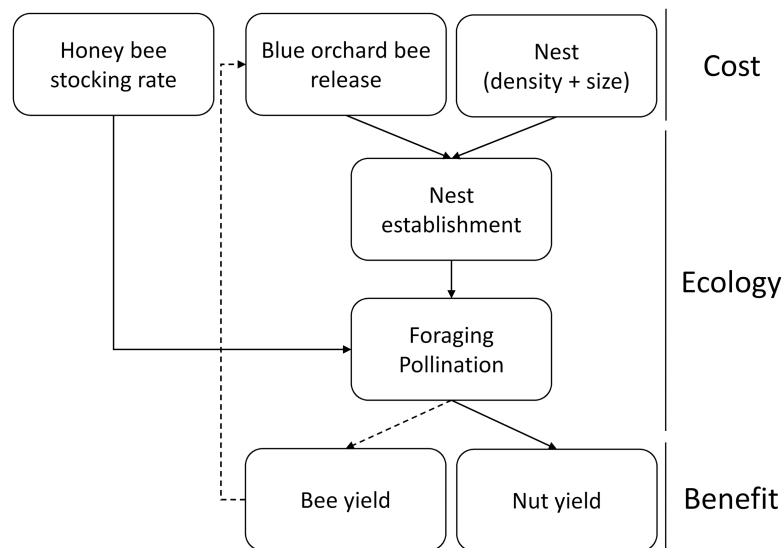 Honey bee
stocking rate
Blue orchard bee
release
Nest
(density + size)
Cost
Nest
establishment
Ecology
Foraging
Pollination
Bee yield
Nut yield
Benefit